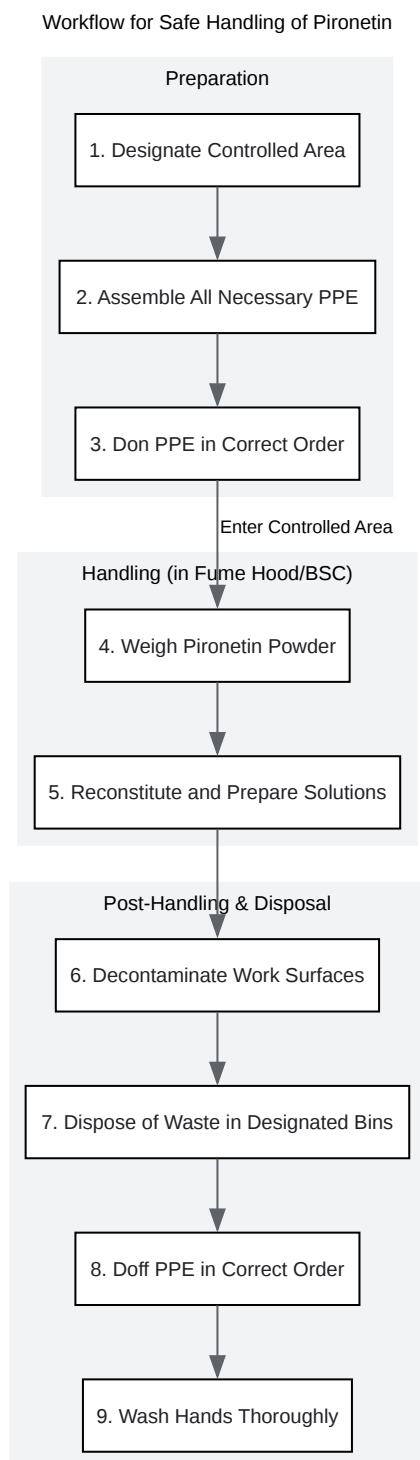 Workflow for Safe Handling of Pironetin
Preparation
1. Designate Controlled Area
2. Assemble All Necessary PPE
3. Don PPE in Correct Order
Enter Controlled Area
Handling (in Fume Hood/BSC)
4. Weigh Pironetin Powder
5. Reconstitute and Prepare Solutions
Post-Handling & Disposal
6. Decontaminate Work Surfaces
7. Dispose of Waste in Designated Bins
8. Doff PPE in Correct Order
9. Wash Hands Thoroughly